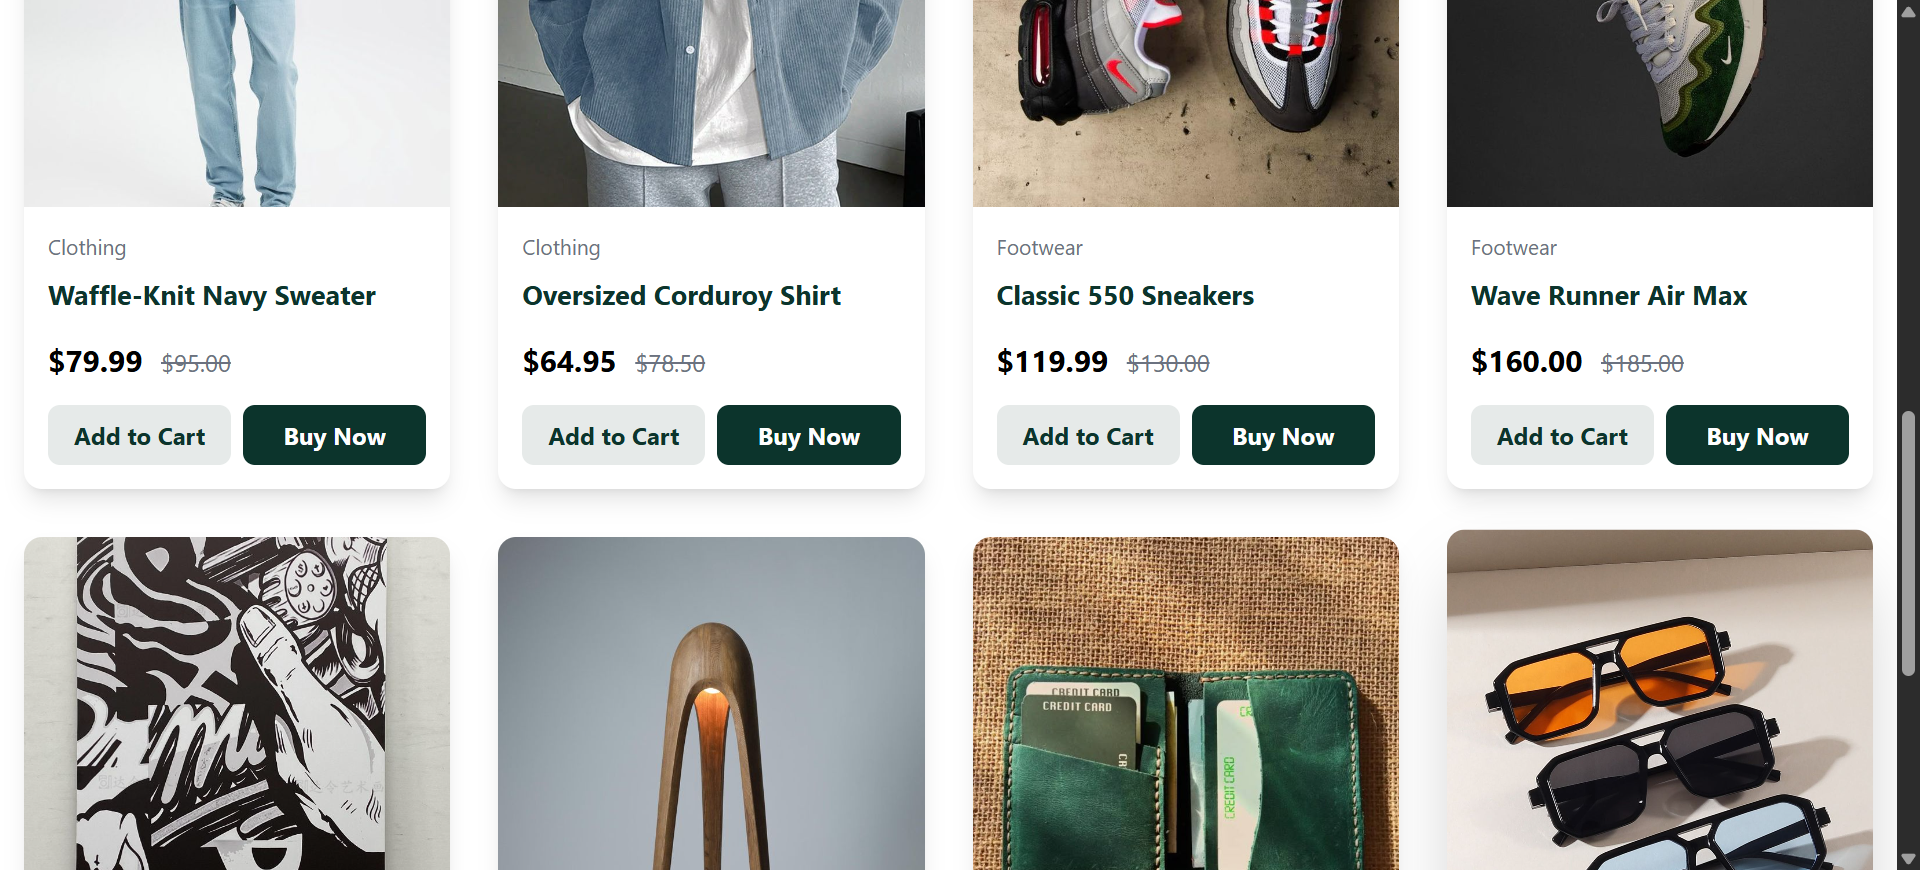 Clothing
Waffle-Knit Navy Sweater
$79.99 $95.00
Add to Cart Buy Now
Clothing
Oversized Corduroy Shirt
$64.95 $78.50
Add to Cart Buy Now
Footwear
Classic 550 Sneakers
$119.99 $130.00
Add to Cart Buy Now
Footwear
Wave Runner Air Max
$160.00 $185.00
Add to Cart Buy Now
CREDIT CARD
CREDIT CARD
CREDIT CARD